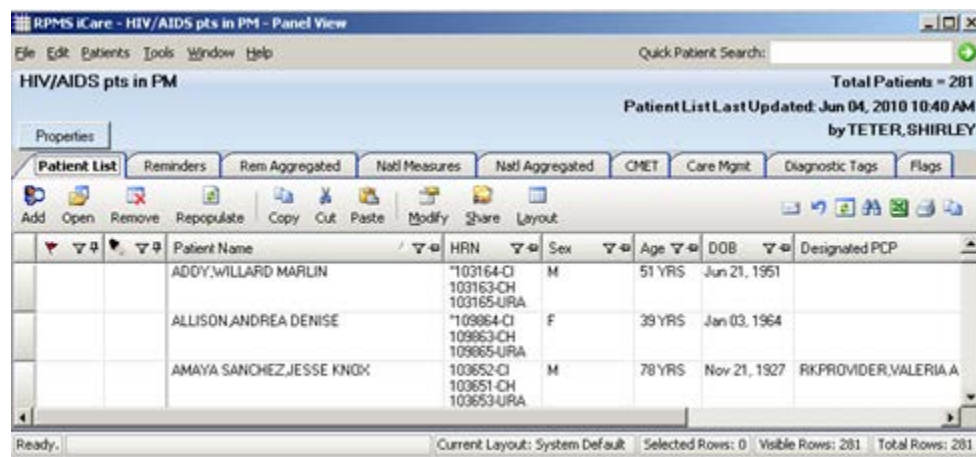 RPMS iCare - HIV/AIDS pts in PM - Panel View
File Edit Patients Tools Window Help Quick Patient Search:
HIV/AIDS pts in PM Total Patients = 281
Patient List Last Updated: Jun 04, 2010 10:40 AM
Properties by TETER,SHIRLEY
Patient List Reminders Rem Aggregated Natl Measures Natl Aggregated CMET Care Mgmt Diagnostic Tags Flags
Add Open Remove Repopulate Copy Cut Paste Modify Share Layout
Patient Name HRN Sex Age DOB Designated PCP
ADDY,WILLARD MARLIN *103164-CI M 51 YRS Jun 21, 1951
103163-CH
103165-URA
ALLISON,ANDREA DENISE *109864-CI F 39 YRS Jan 03, 1964
109863-CH
109865-URA
AMAYA SANCHEZ,JESSE KNOX 103652-CI M 78 YRS Nov 21, 1927 RKPROVIDER,VALERIA A
103651-CH
103653-URA
Ready. Current Layout: System Default Selected Rows: 0 Visible Rows: 281 Total Rows: 281